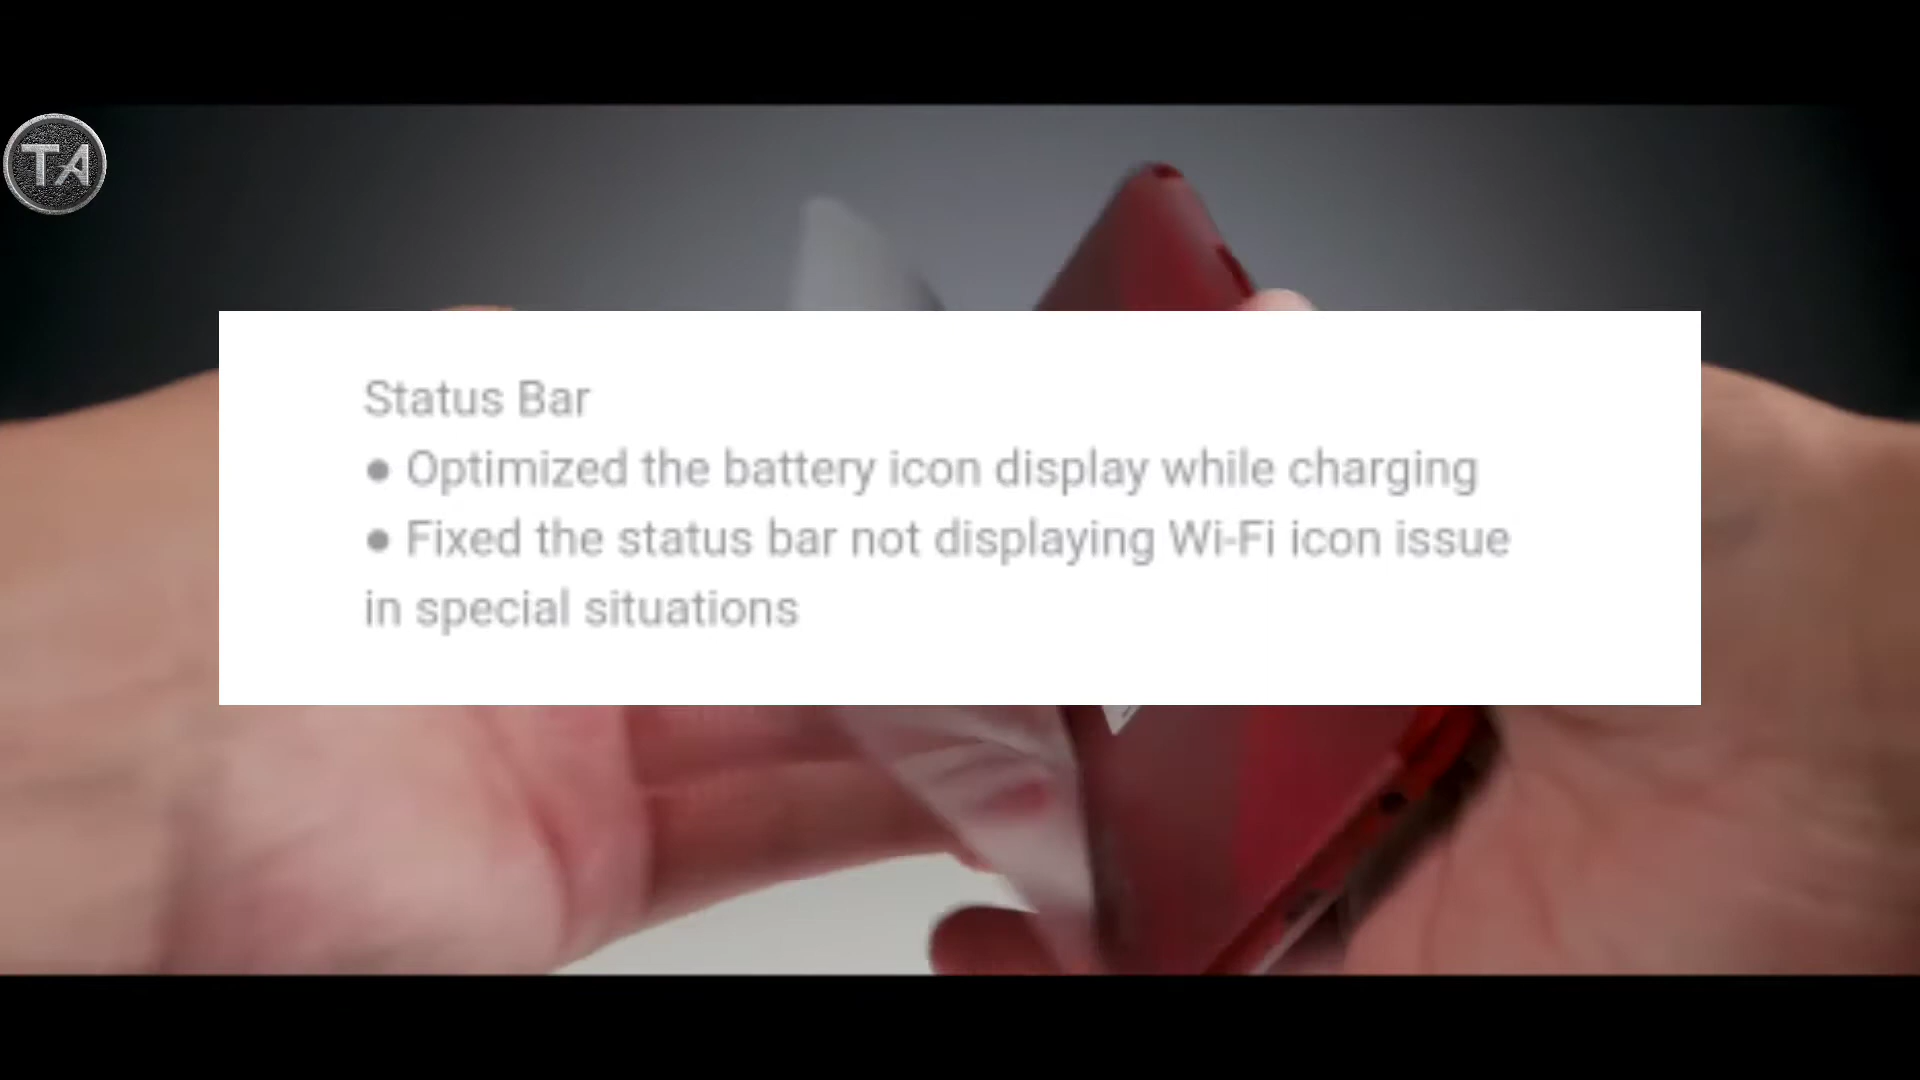 TA
Status Bar
● Optimized the battery icon display while charging
● Fixed the status bar not displaying Wi-Fi icon issue
in special situations